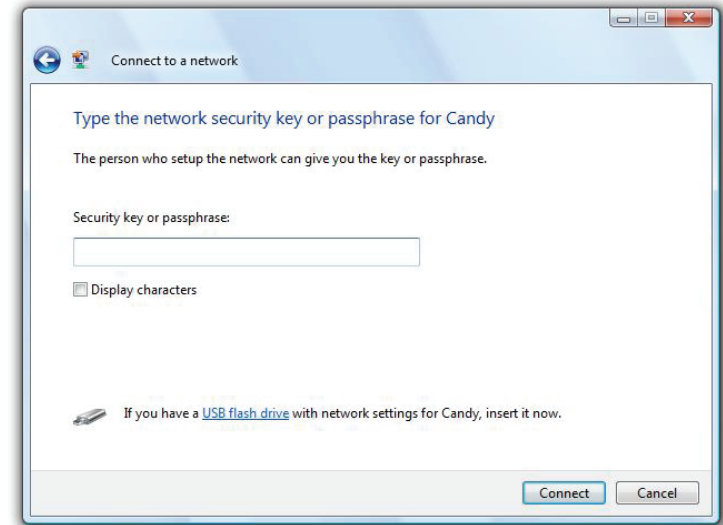 Connect to a network
Type the network security key or passphrase for Candy
The person who setup the network can give you the key or passphrase.
Security key or passphrase:
Display characters
If you have a USB flash drive with network settings for Candy, insert it now.
Connect Cancel